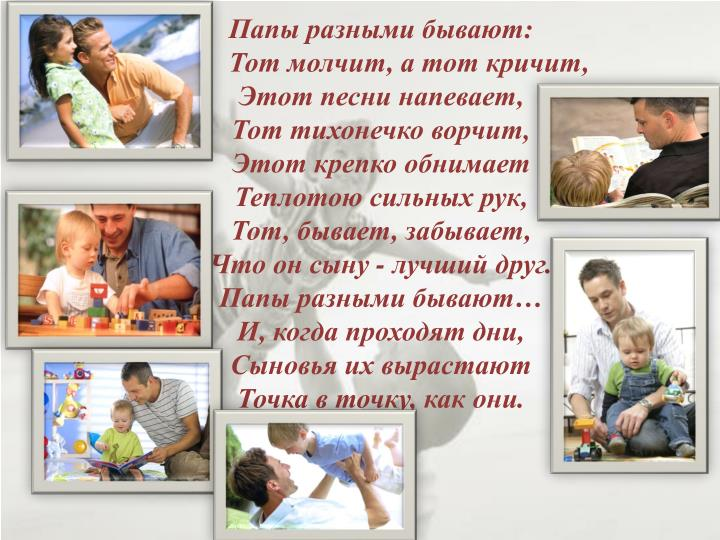 Папы разными бывают:
Тот молчит, а тот кричит,
Этот песни напевает,
Тот тихонечко ворчит,
Этот крепко обнимает
Теплотою сильных рук,
Тот, бывает, забывает,
Что он сыну - лучший друг.
Папы разными бывают…
И, когда проходят дни,
Сыновья их вырастают
Точка в точку, как они.